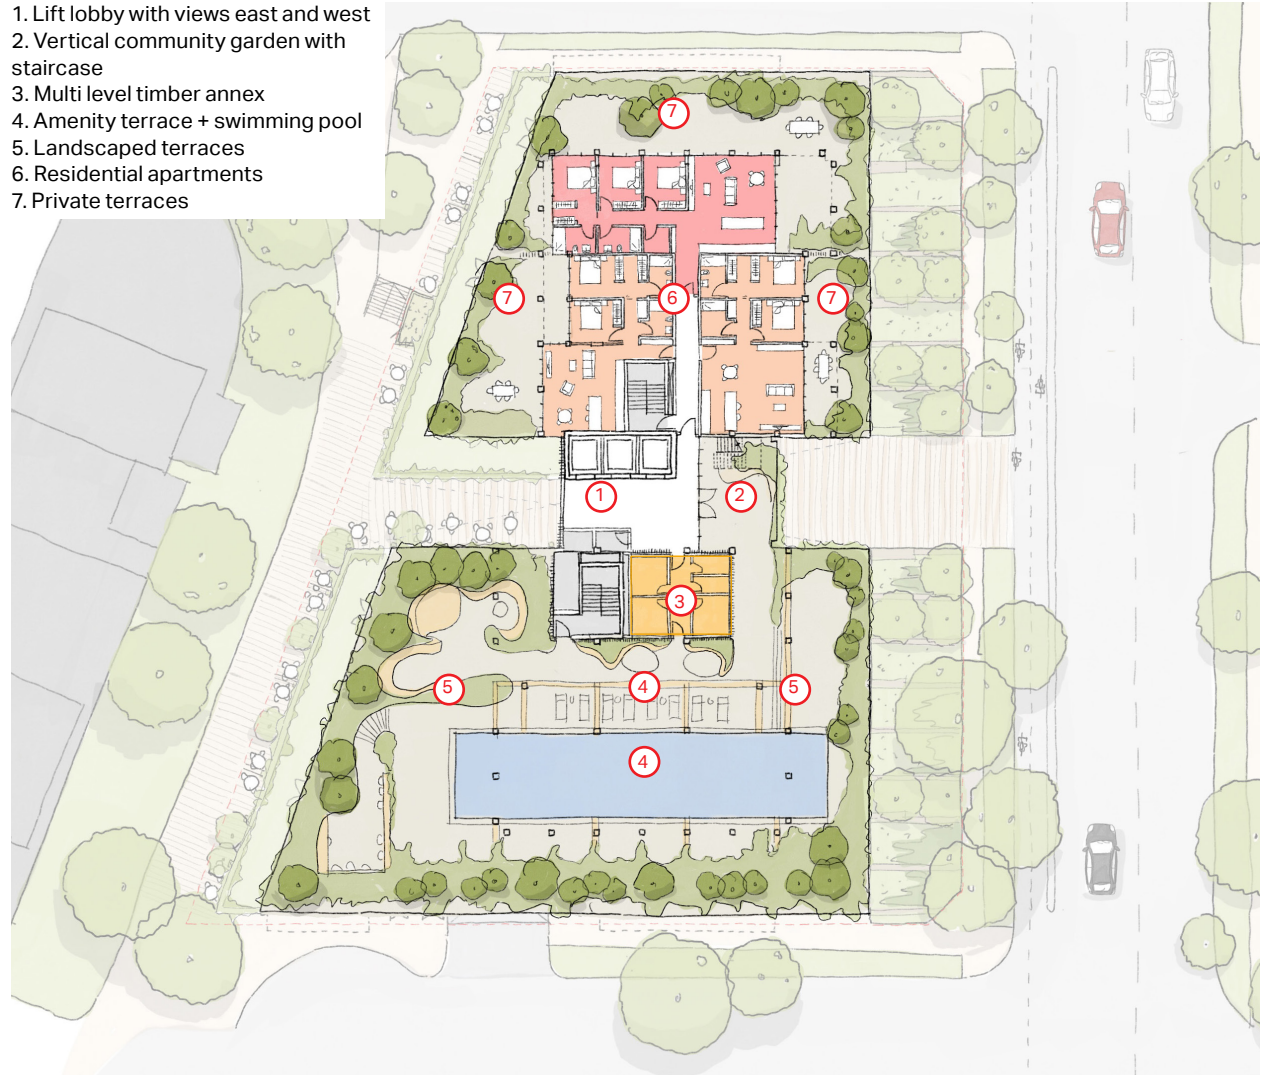 1. Lift lobby with views east and west
2. Vertical community garden with
staircase
3. Multi level timber annex
4. Amenity terrace + swimming pool
5. Landscaped terraces
6. Residential apartments
7. Private terraces
7
7
6
7
1
2
3
5
4
5
4